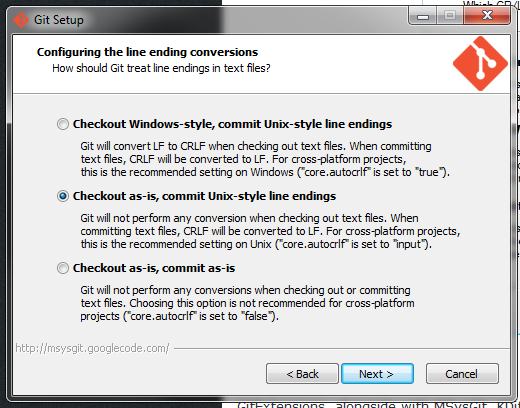 Which CR/L
Git Setup
Configuring the line ending conversions
How should Git treat line endings in text files?
Checkout Windows-style, commit Unix-style line endings
Git will convert LF to CRLF when checking out text files. When committing
text files, CRLF will be converted to LF. For cross-platform projects,
this is the recommended setting on Windows ("core.autocrlf" is set to "true").
Checkout as-is, commit Unix-style line endings
Git will not perform any conversion when checking out text files. When
committing text files, CRLF will be converted to LF. For cross-platform projects,
this is the recommended setting on Unix ("core.autocrlf" is set to "input").
Checkout as-is, commit as-is
Git will not perform any conversions when checking out or committing
text files. Choosing this option is not recommended for cross-platform
projects ("core.autocrlf" is set to "false").
http://msysgit.googlecode.com/
< Back
Next >
Cancel
GitExtensions, alongside with MSysGit, KDif